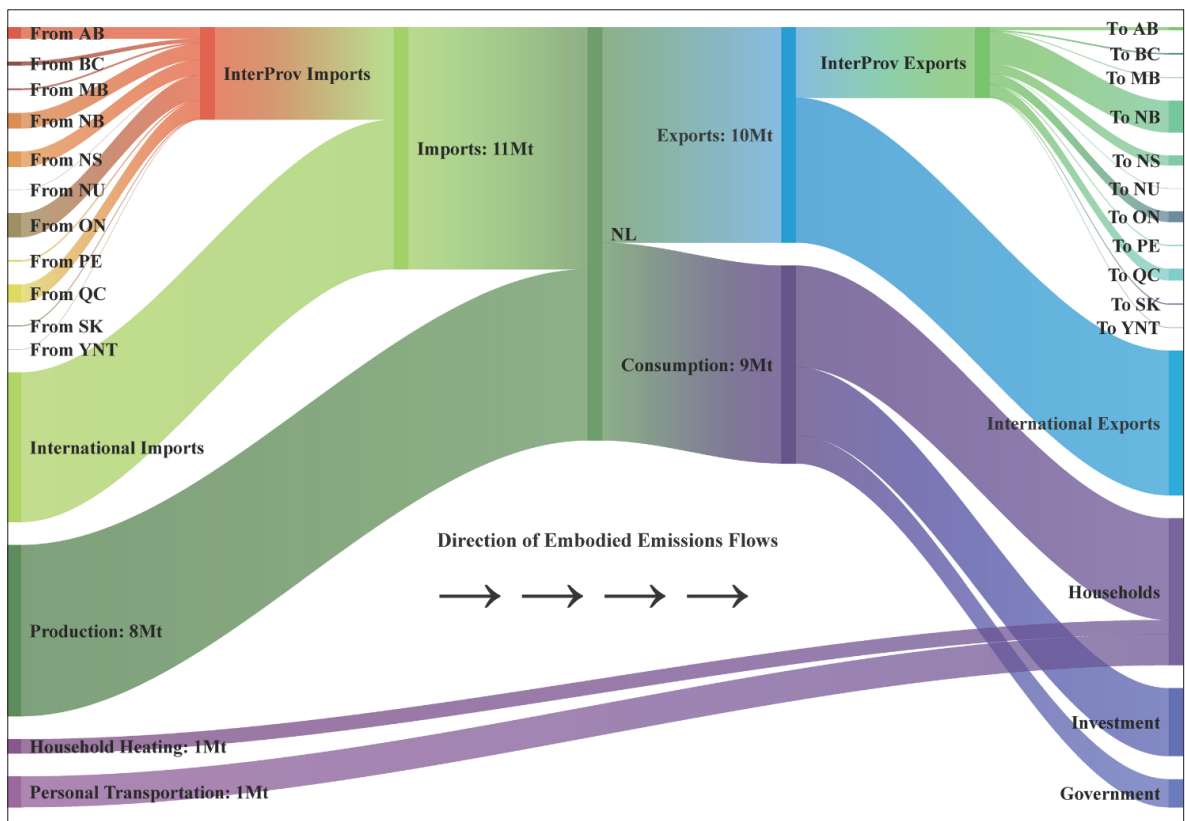 From AB
From BC
From MB
From NB
From NS
From NU
From ON
From PE
From QC
From SK
From YNT
International Imports
Production: 8Mt
Household Heating: 1Mt
Personal Transportation: 1Mt
InterProv Imports
Imports: 11Mt
NL
Exports: 10Mt
Consumption: 9Mt
Direction of Embodied Emissions Flows
InterProv Exports
To AB
To BC
To MB
To NB
To NS
To NU
To ON
To PE
To QC
To SK
To YNT
International Exports
Households
Investment
Government